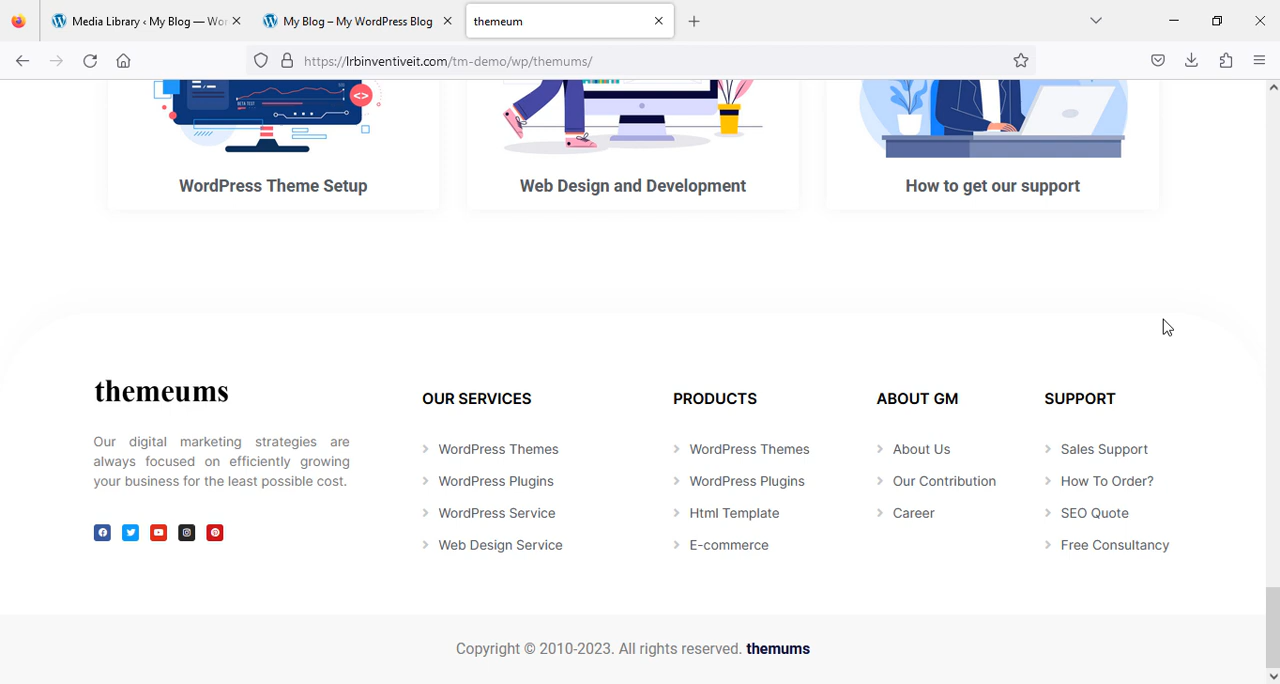 Media Library ‹ My Blog — Wor
My Blog – My WordPress Blog
themeum
https://lrbinventiveit.com/tm-demo/wp/themums/
BETA TEST
<>
WordPress Theme Setup
Web Design and Development
How to get our support
themeums
Our digital marketing strategies are
always focused on efficiently growing
your business for the least possible cost.
OUR SERVICES
WordPress Themes
WordPress Plugins
WordPress Service
Web Design Service
PRODUCTS
WordPress Themes
WordPress Plugins
Html Template
E-commerce
ABOUT GM
About Us
Our Contribution
Career
SUPPORT
Sales Support
How To Order?
SEO Quote
Free Consultancy
Copyright © 2010-2023. All rights reserved. themums